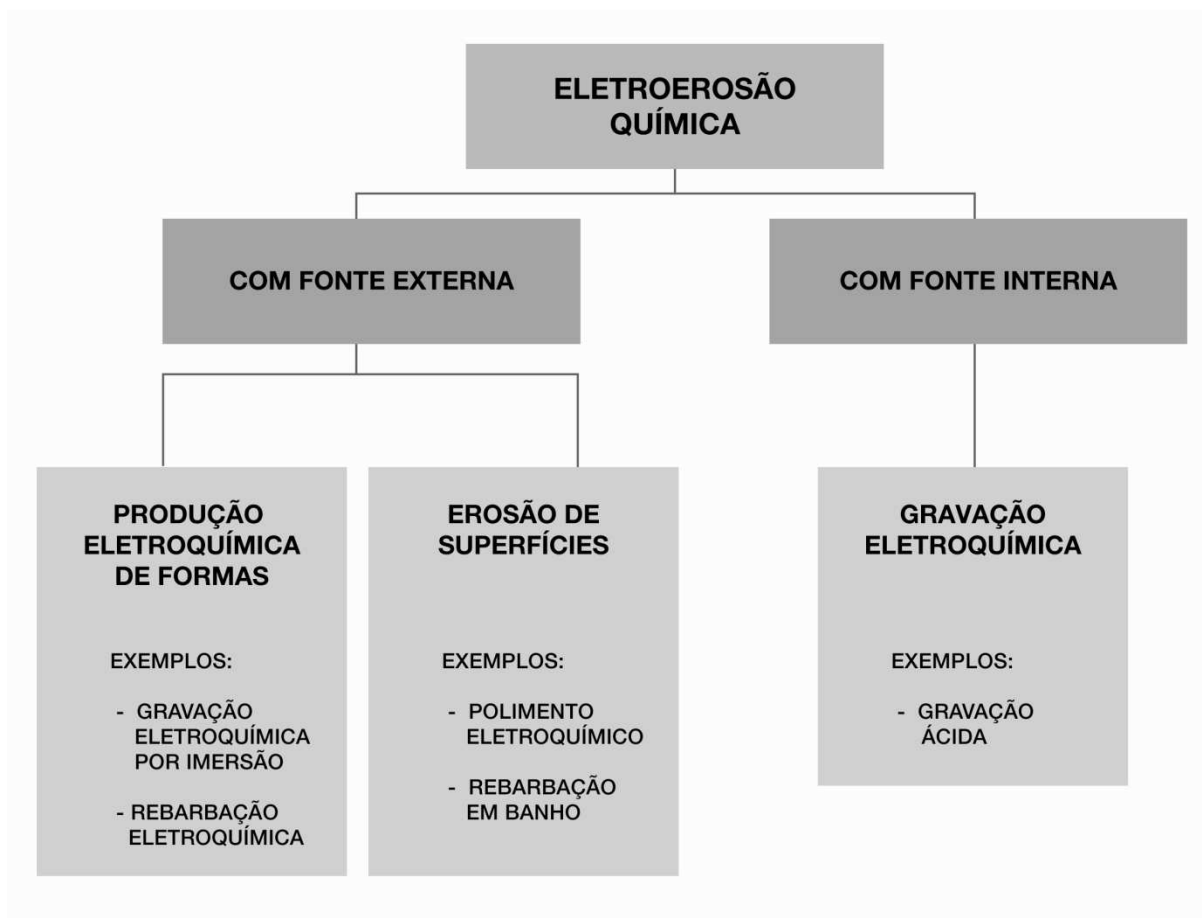 ELETROEROSÃO
QUÍMICA
COM FONTE EXTERNA
COM FONTE INTERNA
PRODUÇÃO
ELETROQUÍMICA
DE FORMAS
EXEMPLOS:
- GRAVAÇÃO
ELETROQUÍMICA
POR IMERSÃO
- REBARBAÇÃO
ELETROQUÍMICA
EROSÃO DE
SUPERFÍCIES
EXEMPLOS:
- POLIMENTO
ELETROQUÍMICO
- REBARBAÇÃO
EM BANHO
GRAVAÇÃO
ELETROQUÍMICA
EXEMPLOS:
- GRAVAÇÃO
ÁCIDA